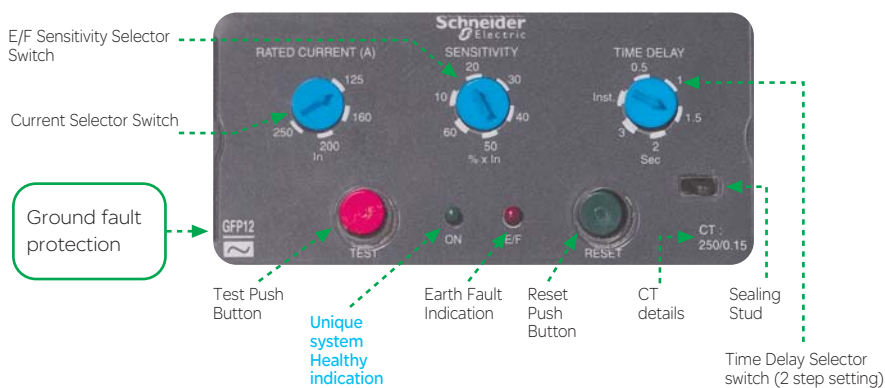 E/F Sensitivity Selector
Switch
Current Selector Switch
Ground fault
protection
Schneider
Electric
RATED CURRENT (A)
125
160
200
250
In
SENSITIVITY
10
20
30
40
50
60
% x In
TIME DELAY
Inst.
0.5
1
1.5
2
3
Sec
GFP12
TEST
ON
E/F
RESET
CT :
250/0.15
Test Push
Button
Unique
system
Healthy
indication
Earth Fault
Indication
Reset
Push
Button
CT
details
Sealing
Stud
Time Delay Selector
switch (2 step setting)